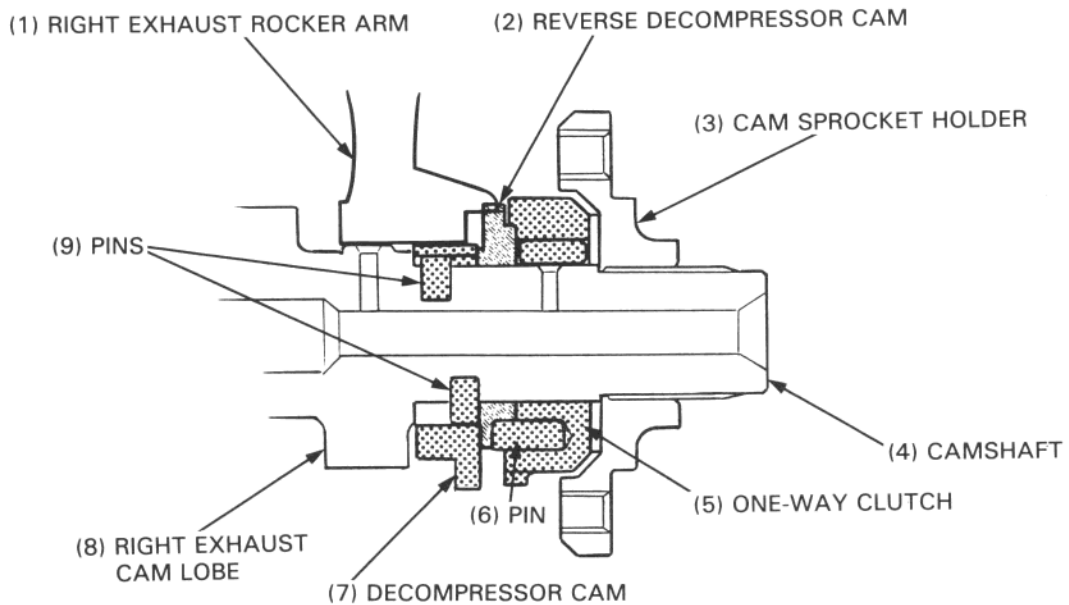 (1) RIGHT EXHAUST ROCKER ARM
(2) REVERSE DECOMPRESSOR CAM
(3) CAM SPROCKET HOLDER
(9) PINS
(4) CAMSHAFT
(5) ONE-WAY CLUTCH
(6) PIN
(8) RIGHT EXHAUST
CAM LOBE
(7) DECOMPRESSOR CAM